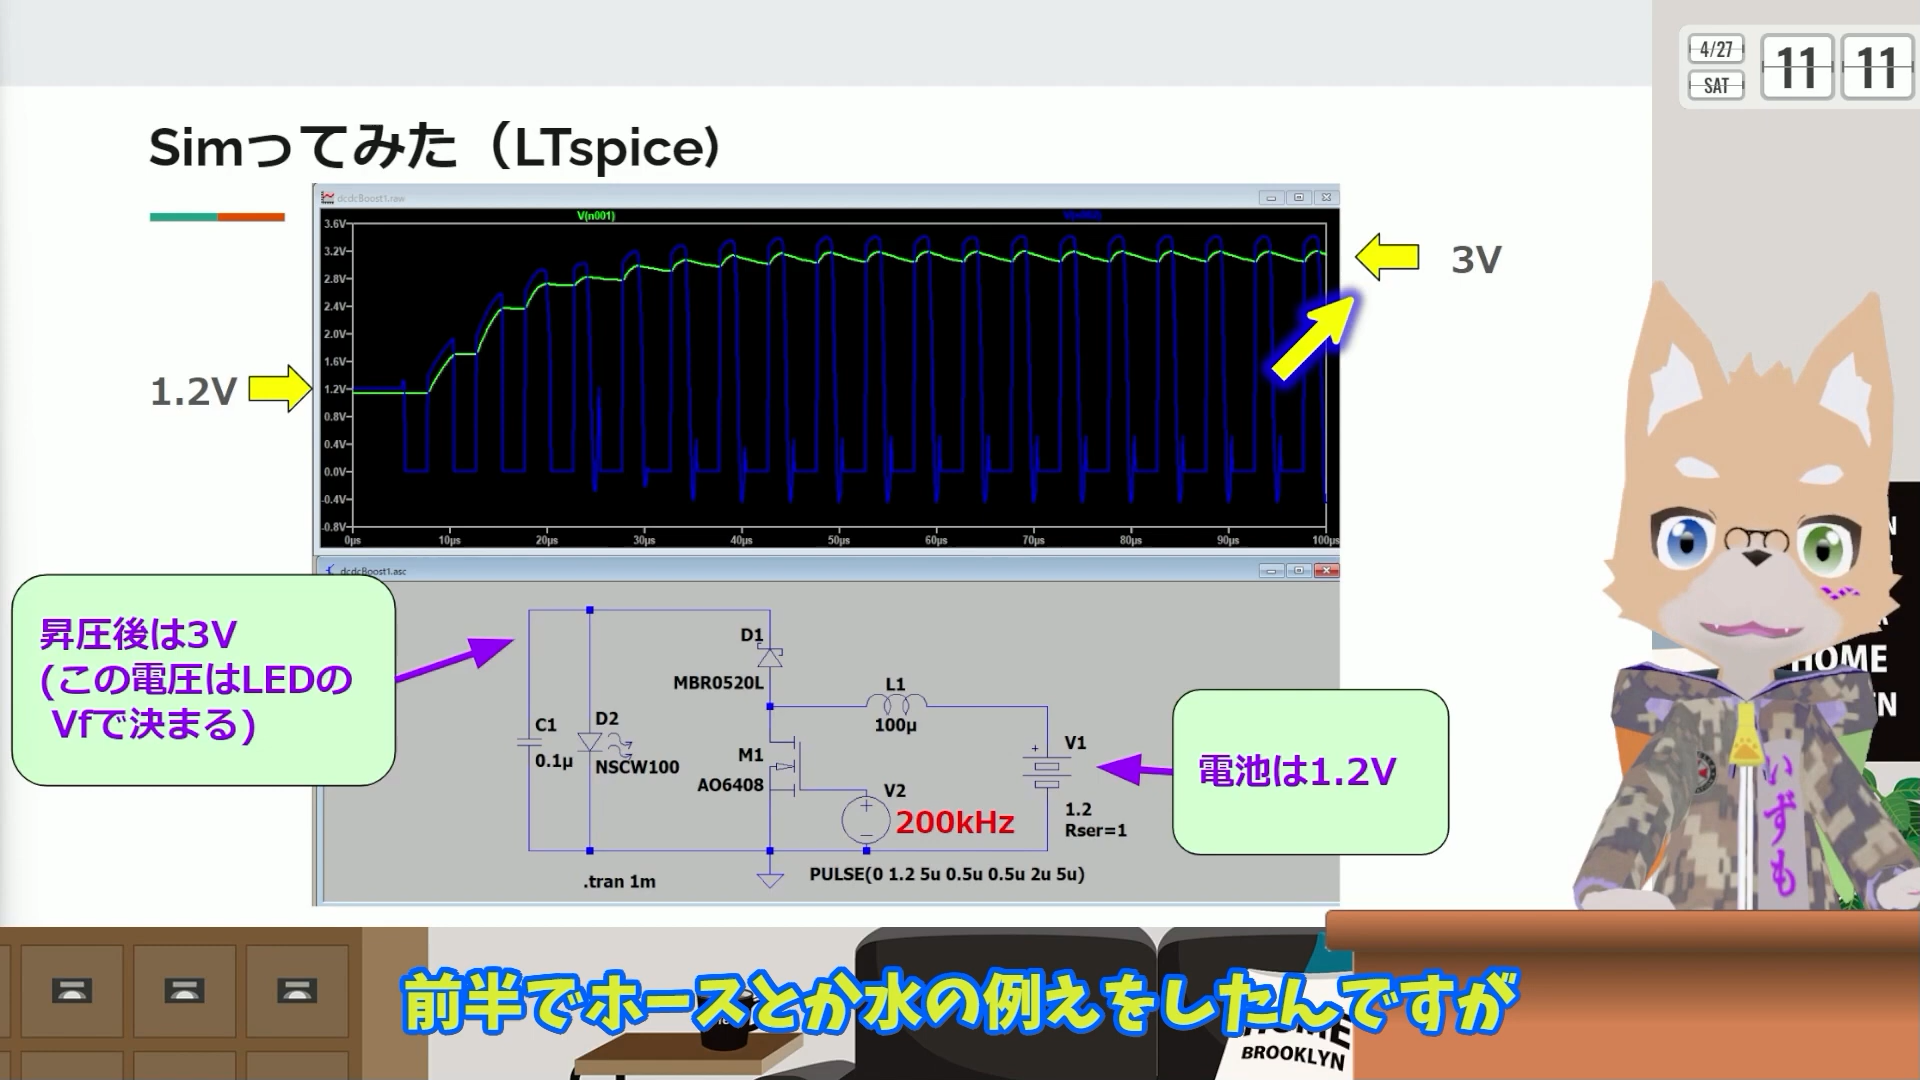 4/27
SAT
11 11
Simってみた（LTspice）
dcdcBoost1.raw
V(n001)
3.6V
3.2V
2.8V
2.4V
2.0V
1.6V
1.2V
0.8V
0.4V
0.0V
-0.4V
-0.8V
0µs 10µs 20µs 30µs 40µs 50µs 60µs 70µs 80µs 90µs 100µs
3V
1.2V
dcdcBoost1.asc
昇圧後は3V
(この電圧はLEDの
Vfで決まる)
D1
MBR0520L
L1
100µ
C1
0.1µ
D2
NSCW100
M1
AO6408
V2
200kHz
V1
1.2
Rser=1
電池は1.2V
.tran 1m
PULSE(0 1.2 5u 0.5u 0.5u 2u 5u)
いずも
HOME
前半でホースとか水の例えをしたんですが
HOME
BROOKLYN